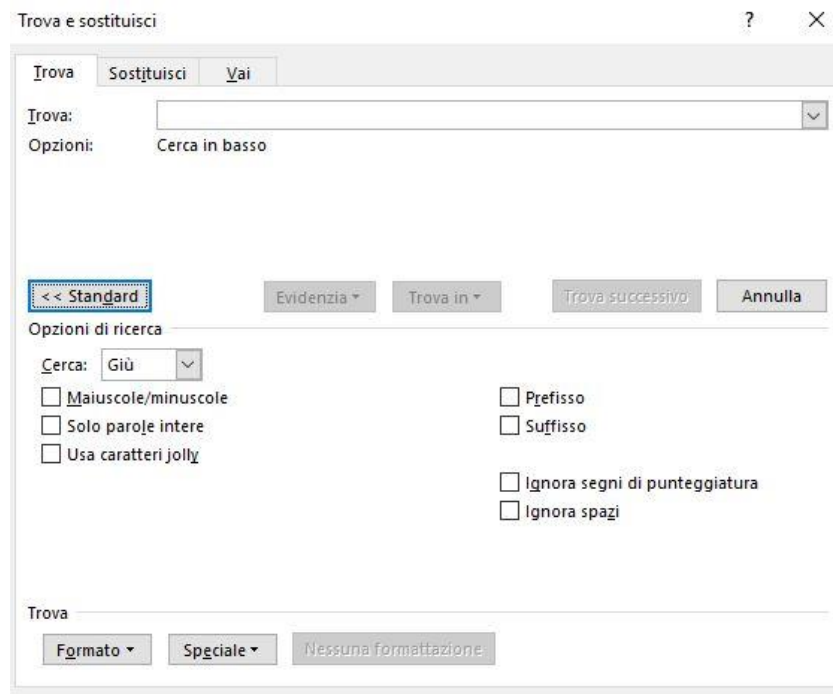 Trova e sostituisci ?
Trova Sostituisci Vai
Trova:
Opzioni: Cerca in basso
<< Standard Evidenzia Trova in Trova successivo Annulla
Opzioni di ricerca
Cerca: Giù
Maiuscole/minuscole Prefisso
Solo parole intere Suffisso
Usa caratteri jolly
Ignora segni di punteggiatura
Ignora spazi
Trova
Formato Speciale Nessuna formattazione